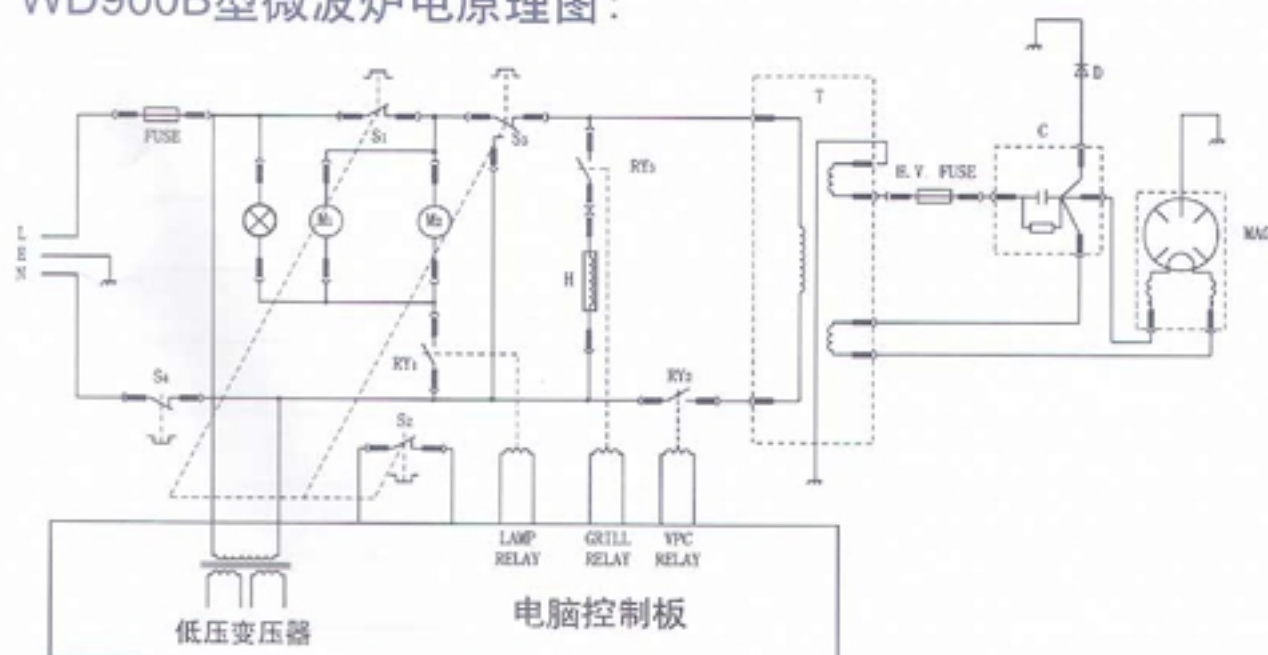 WD900B型微波炉电原理图:
D
T
C
FUSE
S1
S3
RY3
H.V. FUSE
M1
M2
MAG
L
E
N
H
RY1
S4
RY2
S2
LAMP
RELAY
GRILL
RELAY
VPC
RELAY
电脑控制板
低压变压器